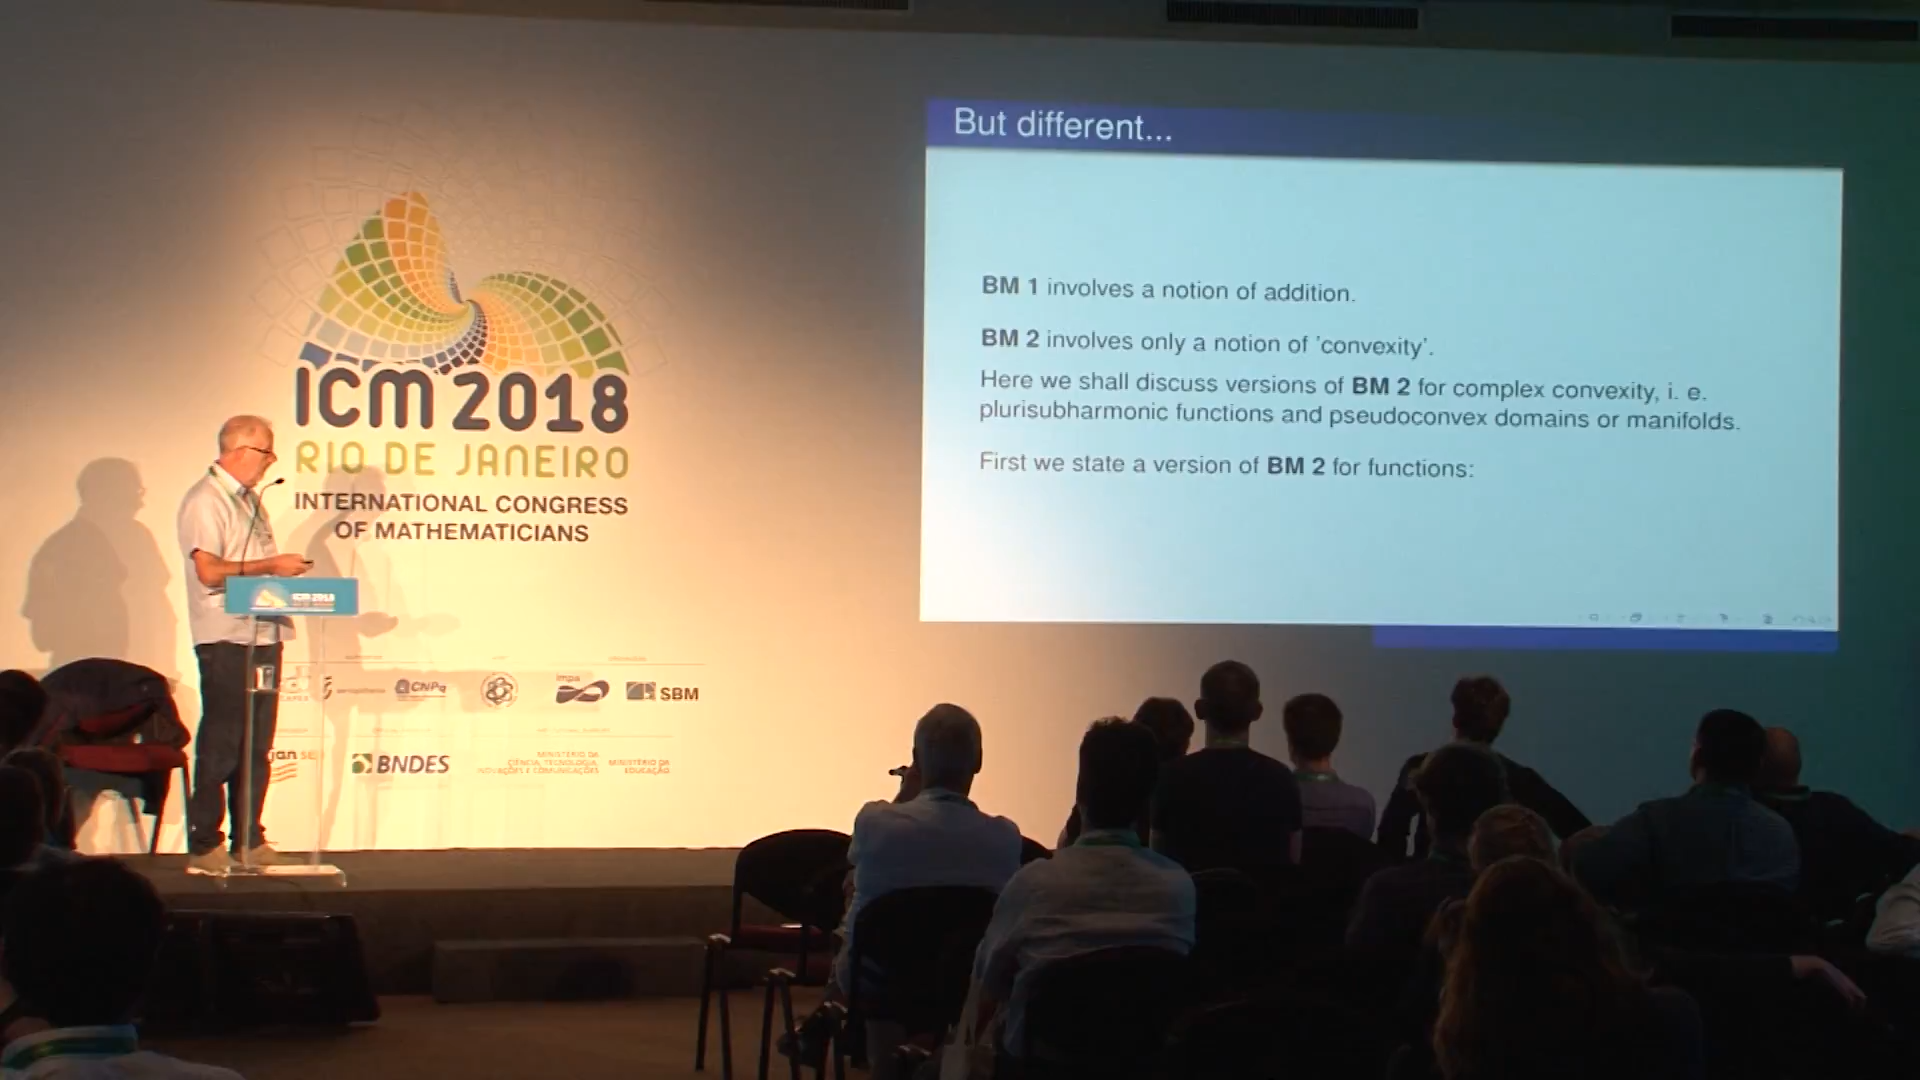 But different...
BM 1 involves a notion of addition.
BM 2 involves only a notion of 'convexity'.
Here we shall discuss versions of BM 2 for complex convexity, i. e.
plurisubharmonic functions and pseudoconvex domains or manifolds.
First we state a version of BM 2 for functions:
ICM 2018
RIO DE JANEIRO
INTERNATIONAL CONGRESS
OF MATHEMATICIANS
ICM 2018
CNPq
impa
SBM
BNDES
MINISTÉRIO DA
CIÊNCIA, TECNOLOGIA,
INOVAÇÕES E COMUNICAÇÕES
MINISTÉRIO DA
EDUCAÇÃO